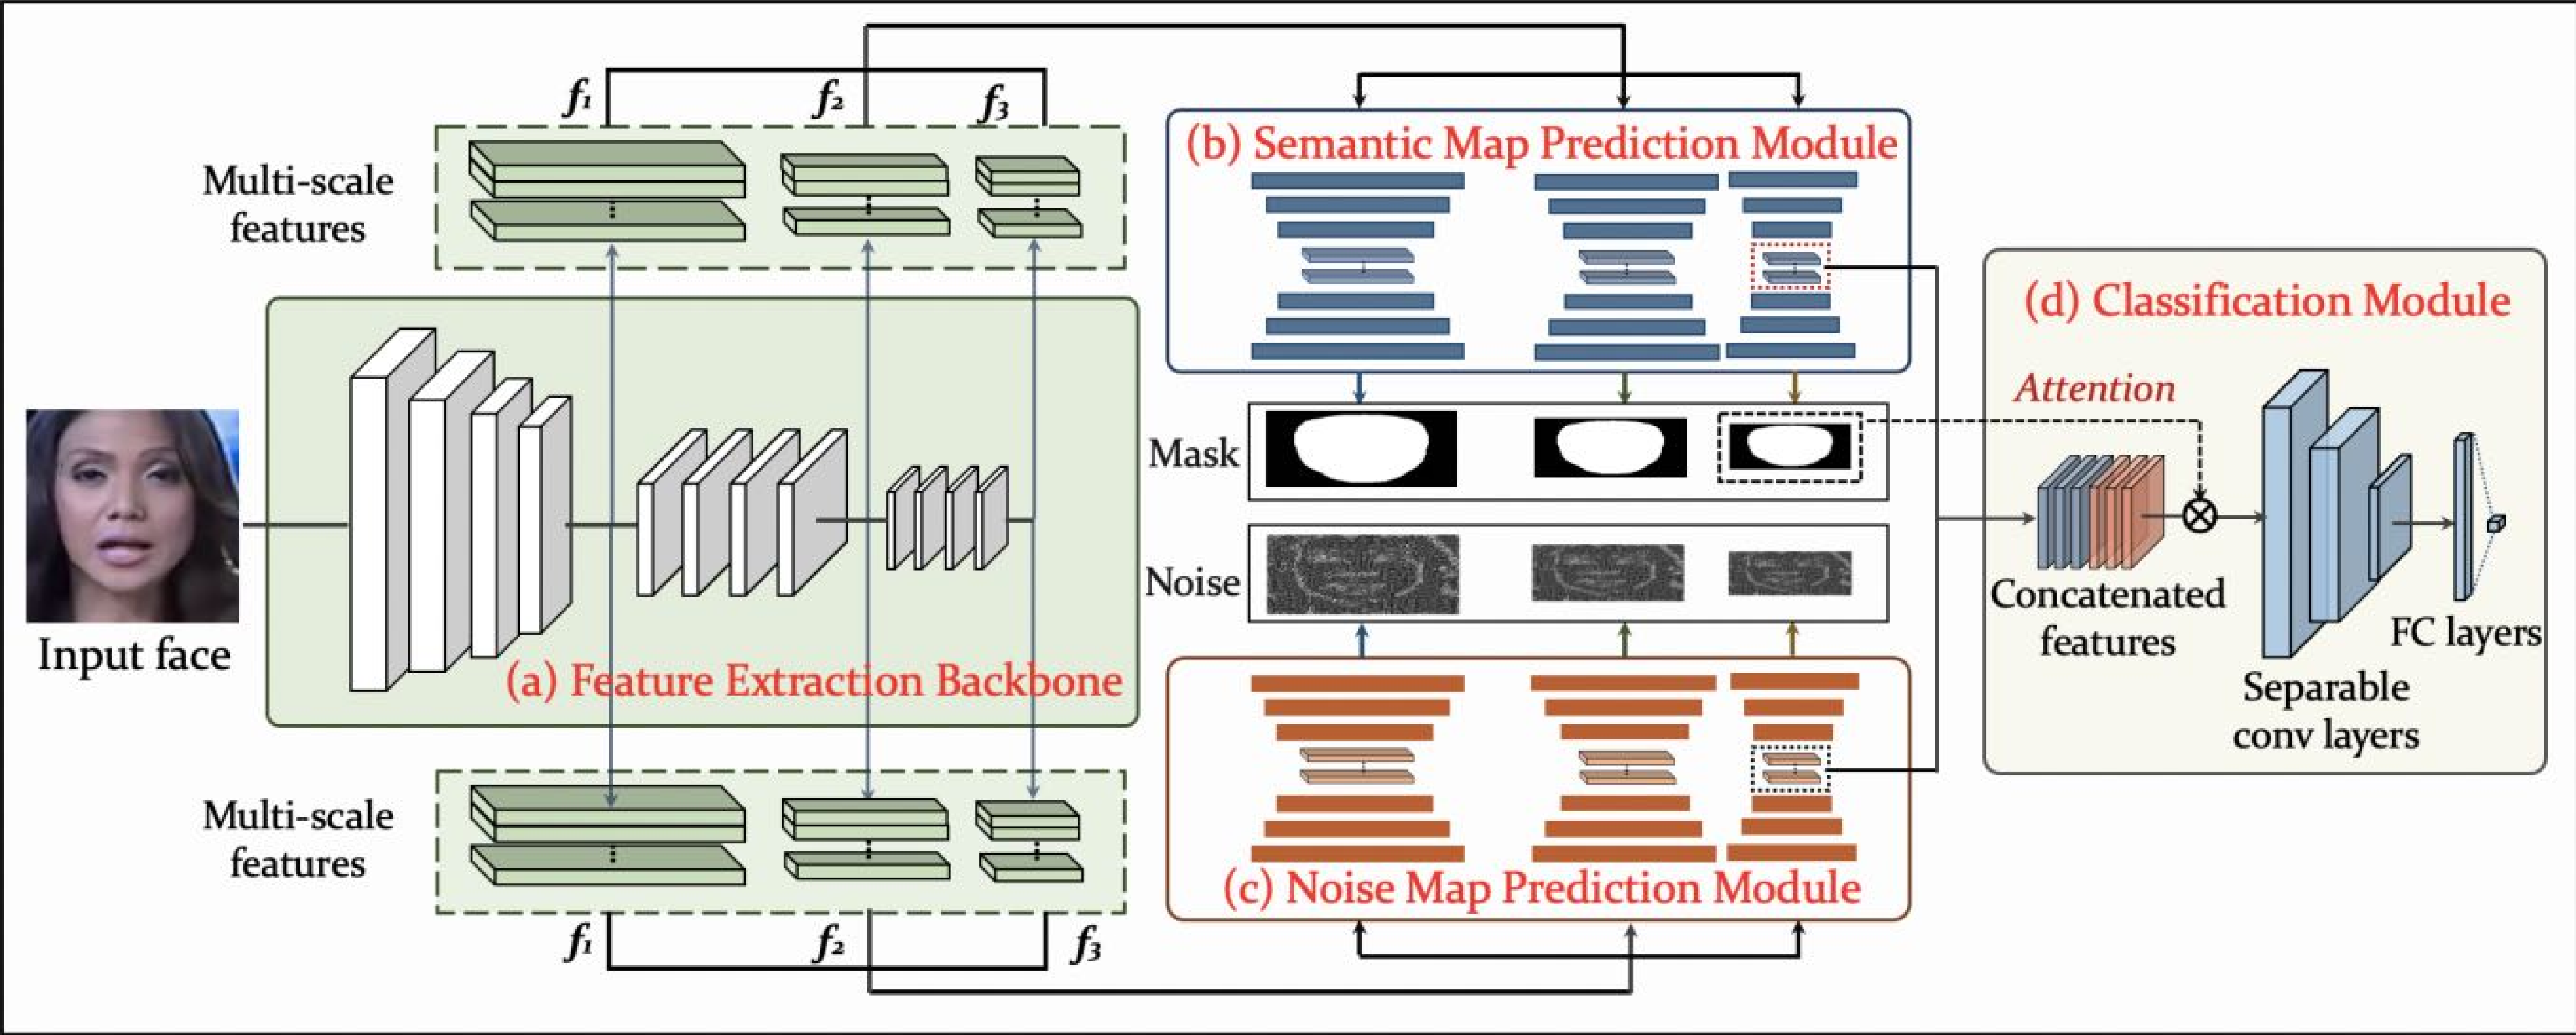 f1
f2
f3
Multi-scale
features
(b) Semantic Map Prediction Module
(d) Classification Module
Attention
Mask
Noise
Input face
(a) Feature Extraction Backbone
Concatenated
features
FC layers
Separable
conv layers
Multi-scale
features
(c) Noise Map Prediction Module
f1
f2
f3